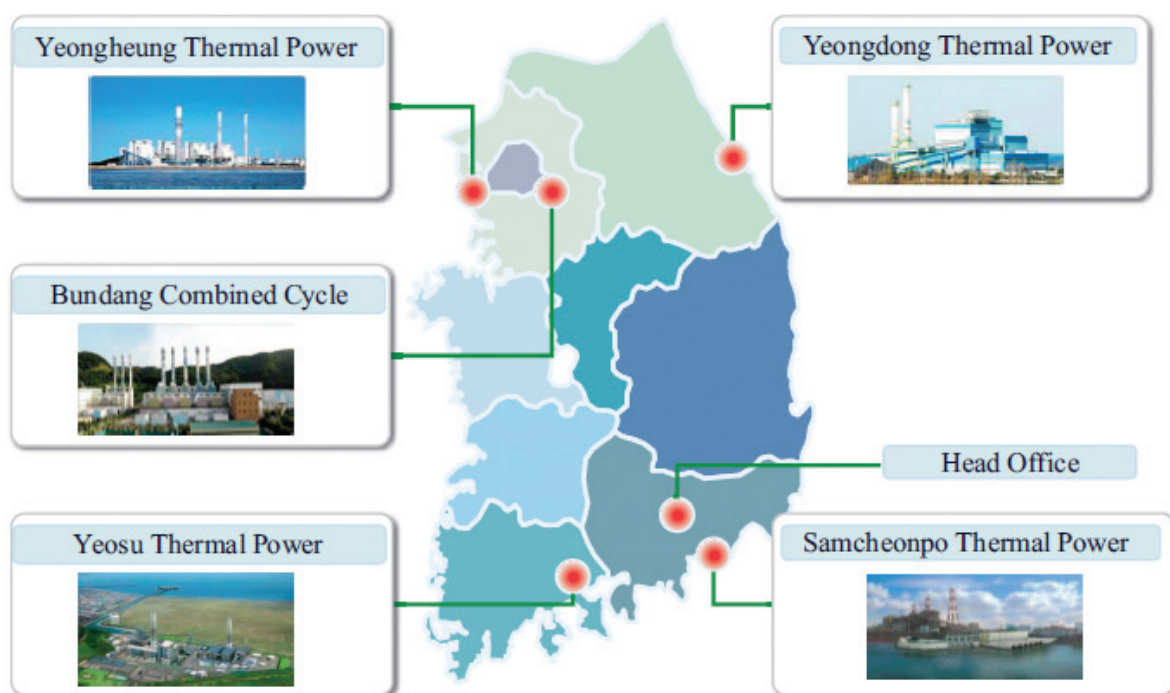 Yeongheung Thermal Power
Yeongdong Thermal Power
Bundang Combined Cycle
Head Office
Yeosu Thermal Power
Samcheonpo Thermal Power